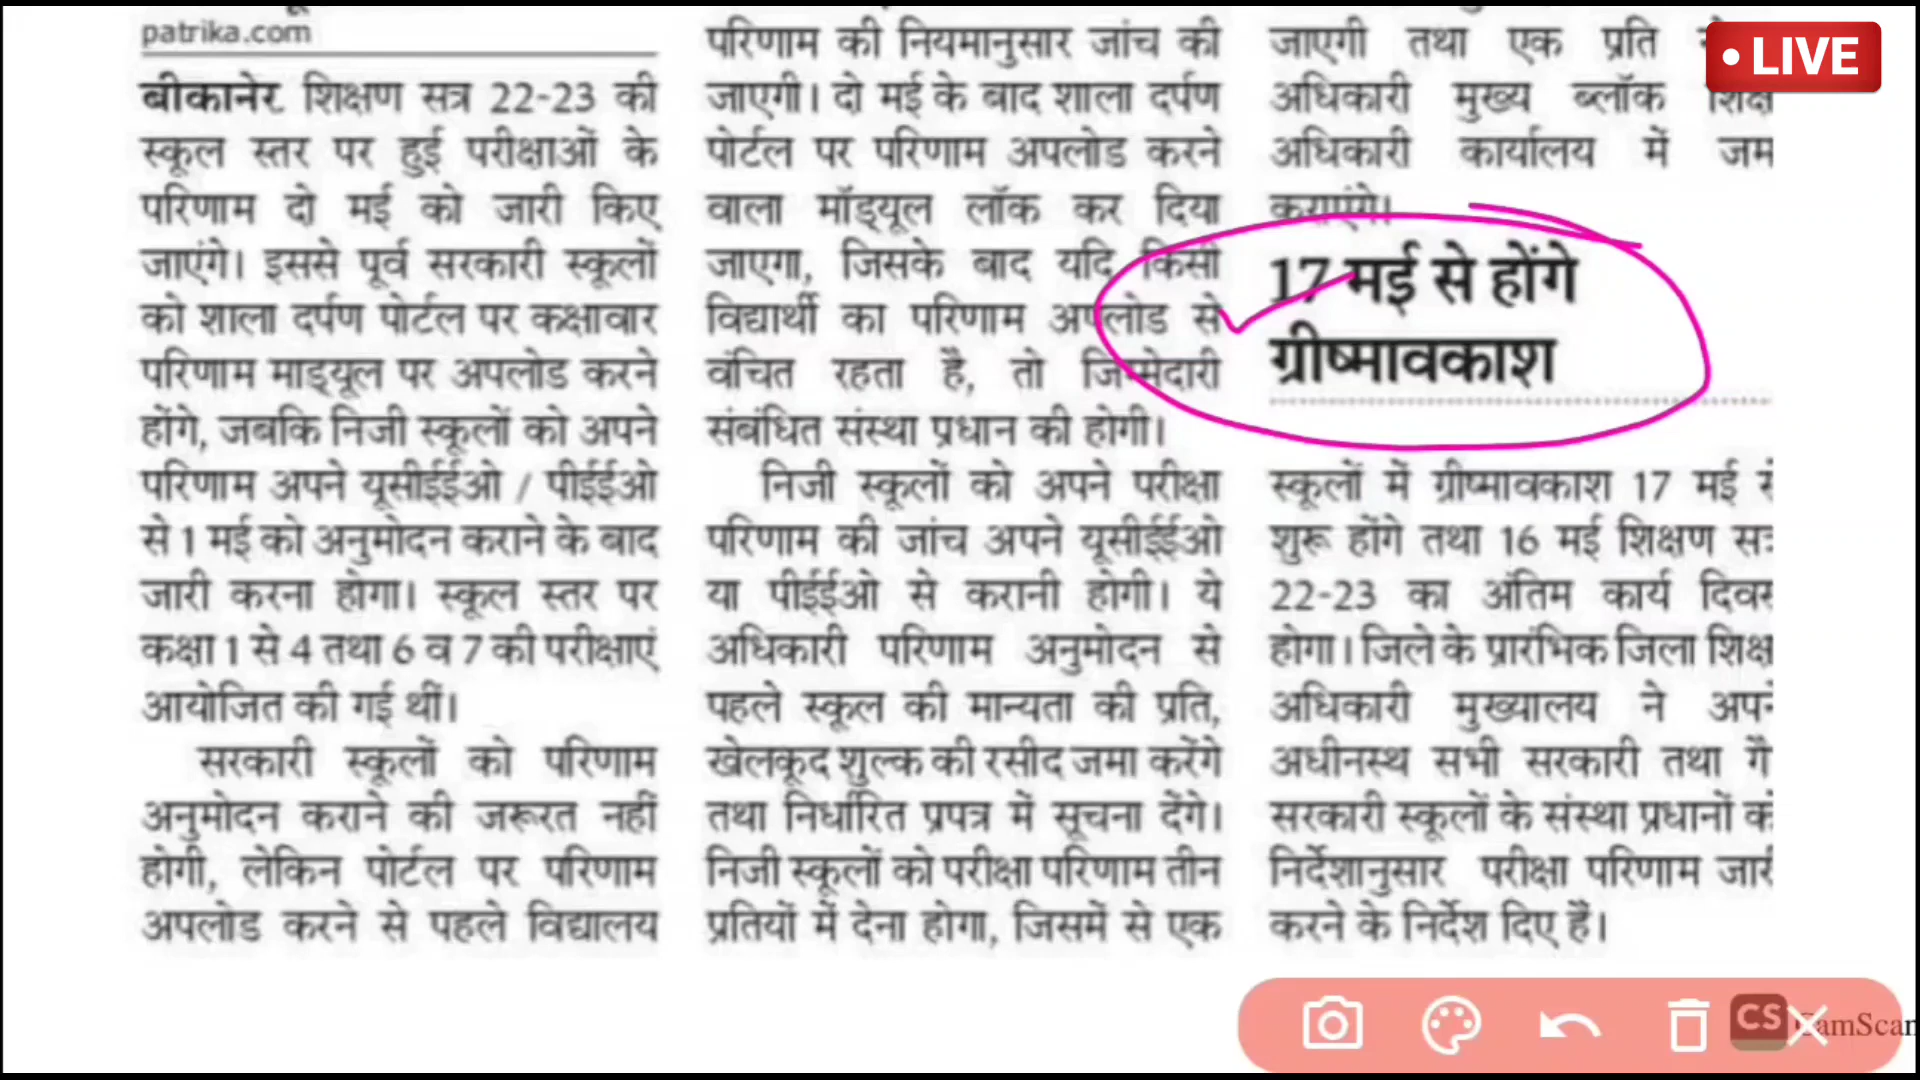 patrika.com
बीकानेर. शिक्षण सत्र 22-23 की
स्कूल स्तर पर हुई परीक्षाओं के
परिणाम दो मई को जारी किए
जाएंगे। इससे पूर्व सरकारी स्कूलों
को शाला दर्पण पोर्टल पर कक्षावार
परिणाम माड्यूल पर अपलोड करने
होंगे, जबकि निजी स्कूलों को अपने
परिणाम अपने यूसीईईओ / पीईईओ
से 1 मई को अनुमोदन कराने के बाद
जारी करना होगा। स्कूल स्तर पर
कक्षा 1 से 4 तथा 6 व 7 की परीक्षाएं
आयोजित की गई थीं।
सरकारी स्कूलों को परिणाम
अनुमोदन कराने की जरूरत नहीं
होगी, लेकिन पोर्टल पर परिणाम
अपलोड करने से पहले विद्यालय
परिणाम की नियमानुसार जांच की
जाएगी। दो मई के बाद शाला दर्पण
पोर्टल पर परिणाम अपलोड करने
वाला मॉड्यूल लॉक कर दिया
जाएगा, जिसके बाद यदि किसी
विद्यार्थी का परिणाम अपलोड से
वंचित रहता है, तो जिम्मेदारी
संबंधित संस्था प्रधान की होगी।
निजी स्कूलों को अपने परीक्षा
परिणाम की जांच अपने यूसीईईओ
या पीईईओ से करानी होगी। ये
अधिकारी परिणाम अनुमोदन से
पहले स्कूल की मान्यता की प्रति,
खेलकूद शुल्क की रसीद जमा करेंगे
तथा निर्धारित प्रपत्र में सूचना देंगे।
निजी स्कूलों को परीक्षा परिणाम तीन
प्रतियों में देना होगा, जिसमें से एक
जाएगी तथा एक प्रति
अधिकारी मुख्य ब्लॉक शिक्ष
अधिकारी कार्यालय में जम
कराएंगे।
17 मई से होंगे
ग्रीष्मावकाश
स्कूलों में ग्रीष्मावकाश 17 मई से
शुरू होंगे तथा 16 मई शिक्षण सत्र
22-23 का अंतिम कार्य दिवस
होगा। जिले के प्रारंभिक जिला शिक्ष
अधिकारी मुख्यालय ने अपने
अधीनस्थ सभी सरकारी तथा गै
सरकारी स्कूलों के संस्था प्रधानों को
निर्देशानुसार परीक्षा परिणाम जारी
करने के निर्देश दिए हैं।
• LIVE
CS CamScan